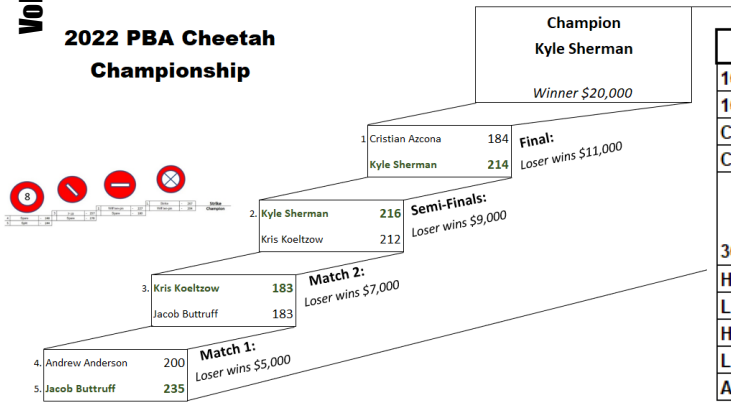 Vol
2022 PBA Cheetah
Championship
Champion
Kyle Sherman
Winner $20,000
1 Cristian Azcona 184
Kyle Sherman 214
Final:
Loser wins $11,000
8
2. Kyle Sherman 216
Kris Koeltzow 212
Semi-Finals:
Loser wins $9,000
3. Kris Koeltzow 183
Jacob Buttruff 183
Match 2:
Loser wins $7,000
4. Andrew Anderson 200
5. Jacob Buttruff 235
Match 1:
Loser wins $5,000
C
C
H
L
H
L
A